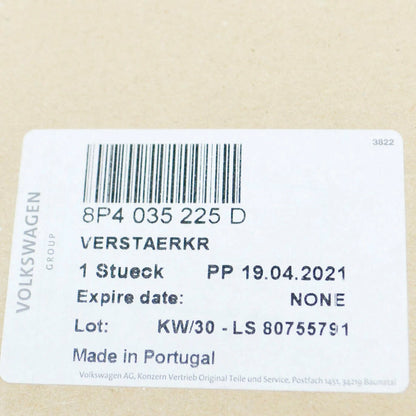 3822
VOLKSWAGEN
GROUP
8P4 035 225 D
VERSTAERKR
1 Stueck PP 19.04.2021
Expire date: NONE
Lot: KW/30 - LS 80755791
Made in Portugal
Volkswagen AG, Konzern Vertrieb Original Teile und Service, Postfach 1451, 34219 Baunatal